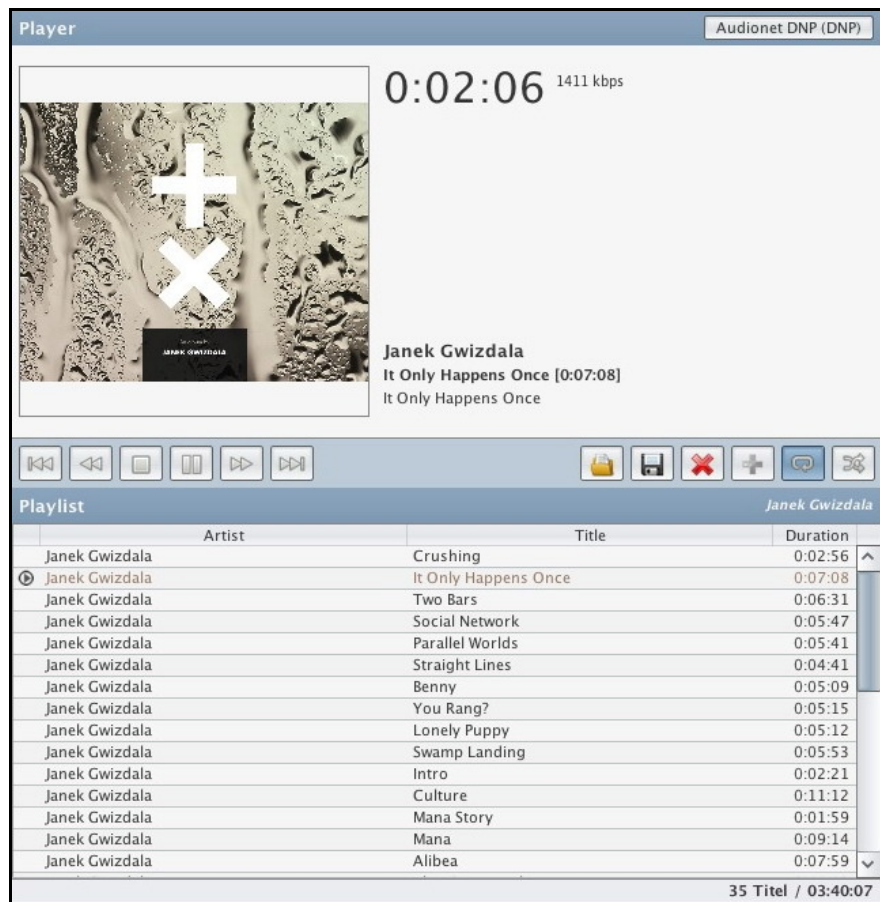 Player
Audionet DNP (DNP)
0:02:06 1411 kbps
JANEK GWIZDALA
Janek Gwizdala
It Only Happens Once [0:07:08]
It Only Happens Once
Playlist
Janek Gwizdala
Artist Title Duration
Janek Gwizdala Crushing 0:02:56
Janek Gwizdala It Only Happens Once 0:07:08
Janek Gwizdala Two Bars 0:06:31
Janek Gwizdala Social Network 0:05:47
Janek Gwizdala Parallel Worlds 0:05:41
Janek Gwizdala Straight Lines 0:04:41
Janek Gwizdala Benny 0:05:09
Janek Gwizdala You Rang? 0:05:15
Janek Gwizdala Lonely Puppy 0:05:12
Janek Gwizdala Swamp Landing 0:05:53
Janek Gwizdala Intro 0:02:21
Janek Gwizdala Culture 0:11:12
Janek Gwizdala Mana Story 0:01:59
Janek Gwizdala Mana 0:09:14
Janek Gwizdala Alibea 0:07:59
35 Titel / 03:40:07